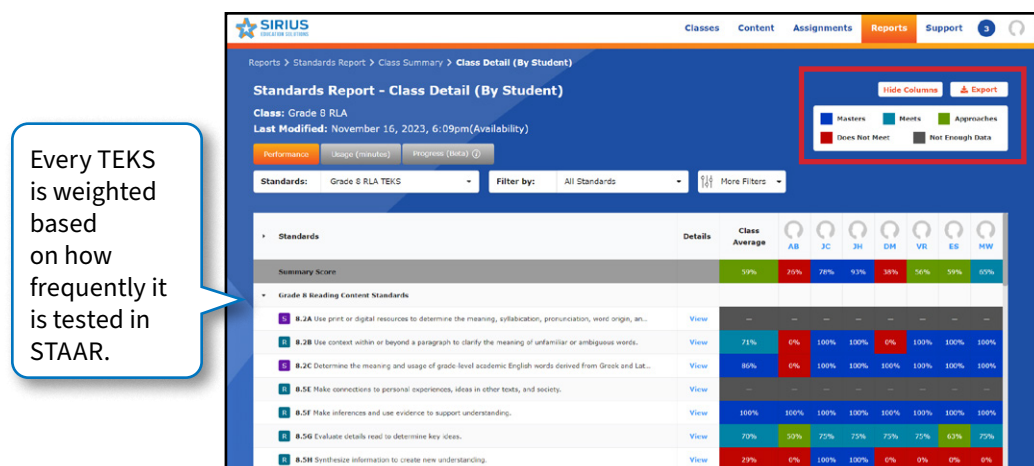 SIRIUS
EDUCATION SOLUTIONS
Classes Content Assignments Reports Support 3
Reports > Standards Report > Class Summary > Class Detail (By Student)
Standards Report - Class Detail (By Student)
Class: Grade 8 RLA
Last Modified: November 16, 2023, 6:09pm(Availability)
Hide Columns Export
Masters Meets Approaches
Does Not Meet Not Enough Data
Performance Usage (minutes) Progress (Beta)
Standards: Grade 8 RLA TEKS Filter by: All Standards More Filters
Every TEKS
is weighted
based
on how
frequently it
is tested in
STAAR.
Standards Details Class Average AB JC JH DM VR ES MW
Summary Score 59% 26% 78% 93% 38% 56% 59% 65%
Grade 8 Reading Content Standards
S 8.2A Use print or digital resources to determine the meaning, syllabication, pronunciation, word origin, an... View — — — — — — — —
R 8.2B Use context within or beyond a paragraph to clarify the meaning of unfamiliar or ambiguous words. View 71% 0% 100% 100% 0% 100% 100% 100%
S 8.2C Determine the meaning and usage of grade-level academic English words derived from Greek and Lat... View 86% 0% 100% 100% 100% 100% 100% 100%
R 8.5E Make connections to personal experiences, ideas in other texts, and society. View — — — — — — — —
R 8.5F Make inferences and use evidence to support understanding. View 100% 100% 100% 100% 100% 100% 100% 100%
R 8.5G Evaluate details read to determine key ideas. View 70% 50% 75% 75% 75% 75% 63% 75%
R 8.5H Synthesize information to create new understanding. View 29% 0% 100% 100% 0% 0% 0% 0%